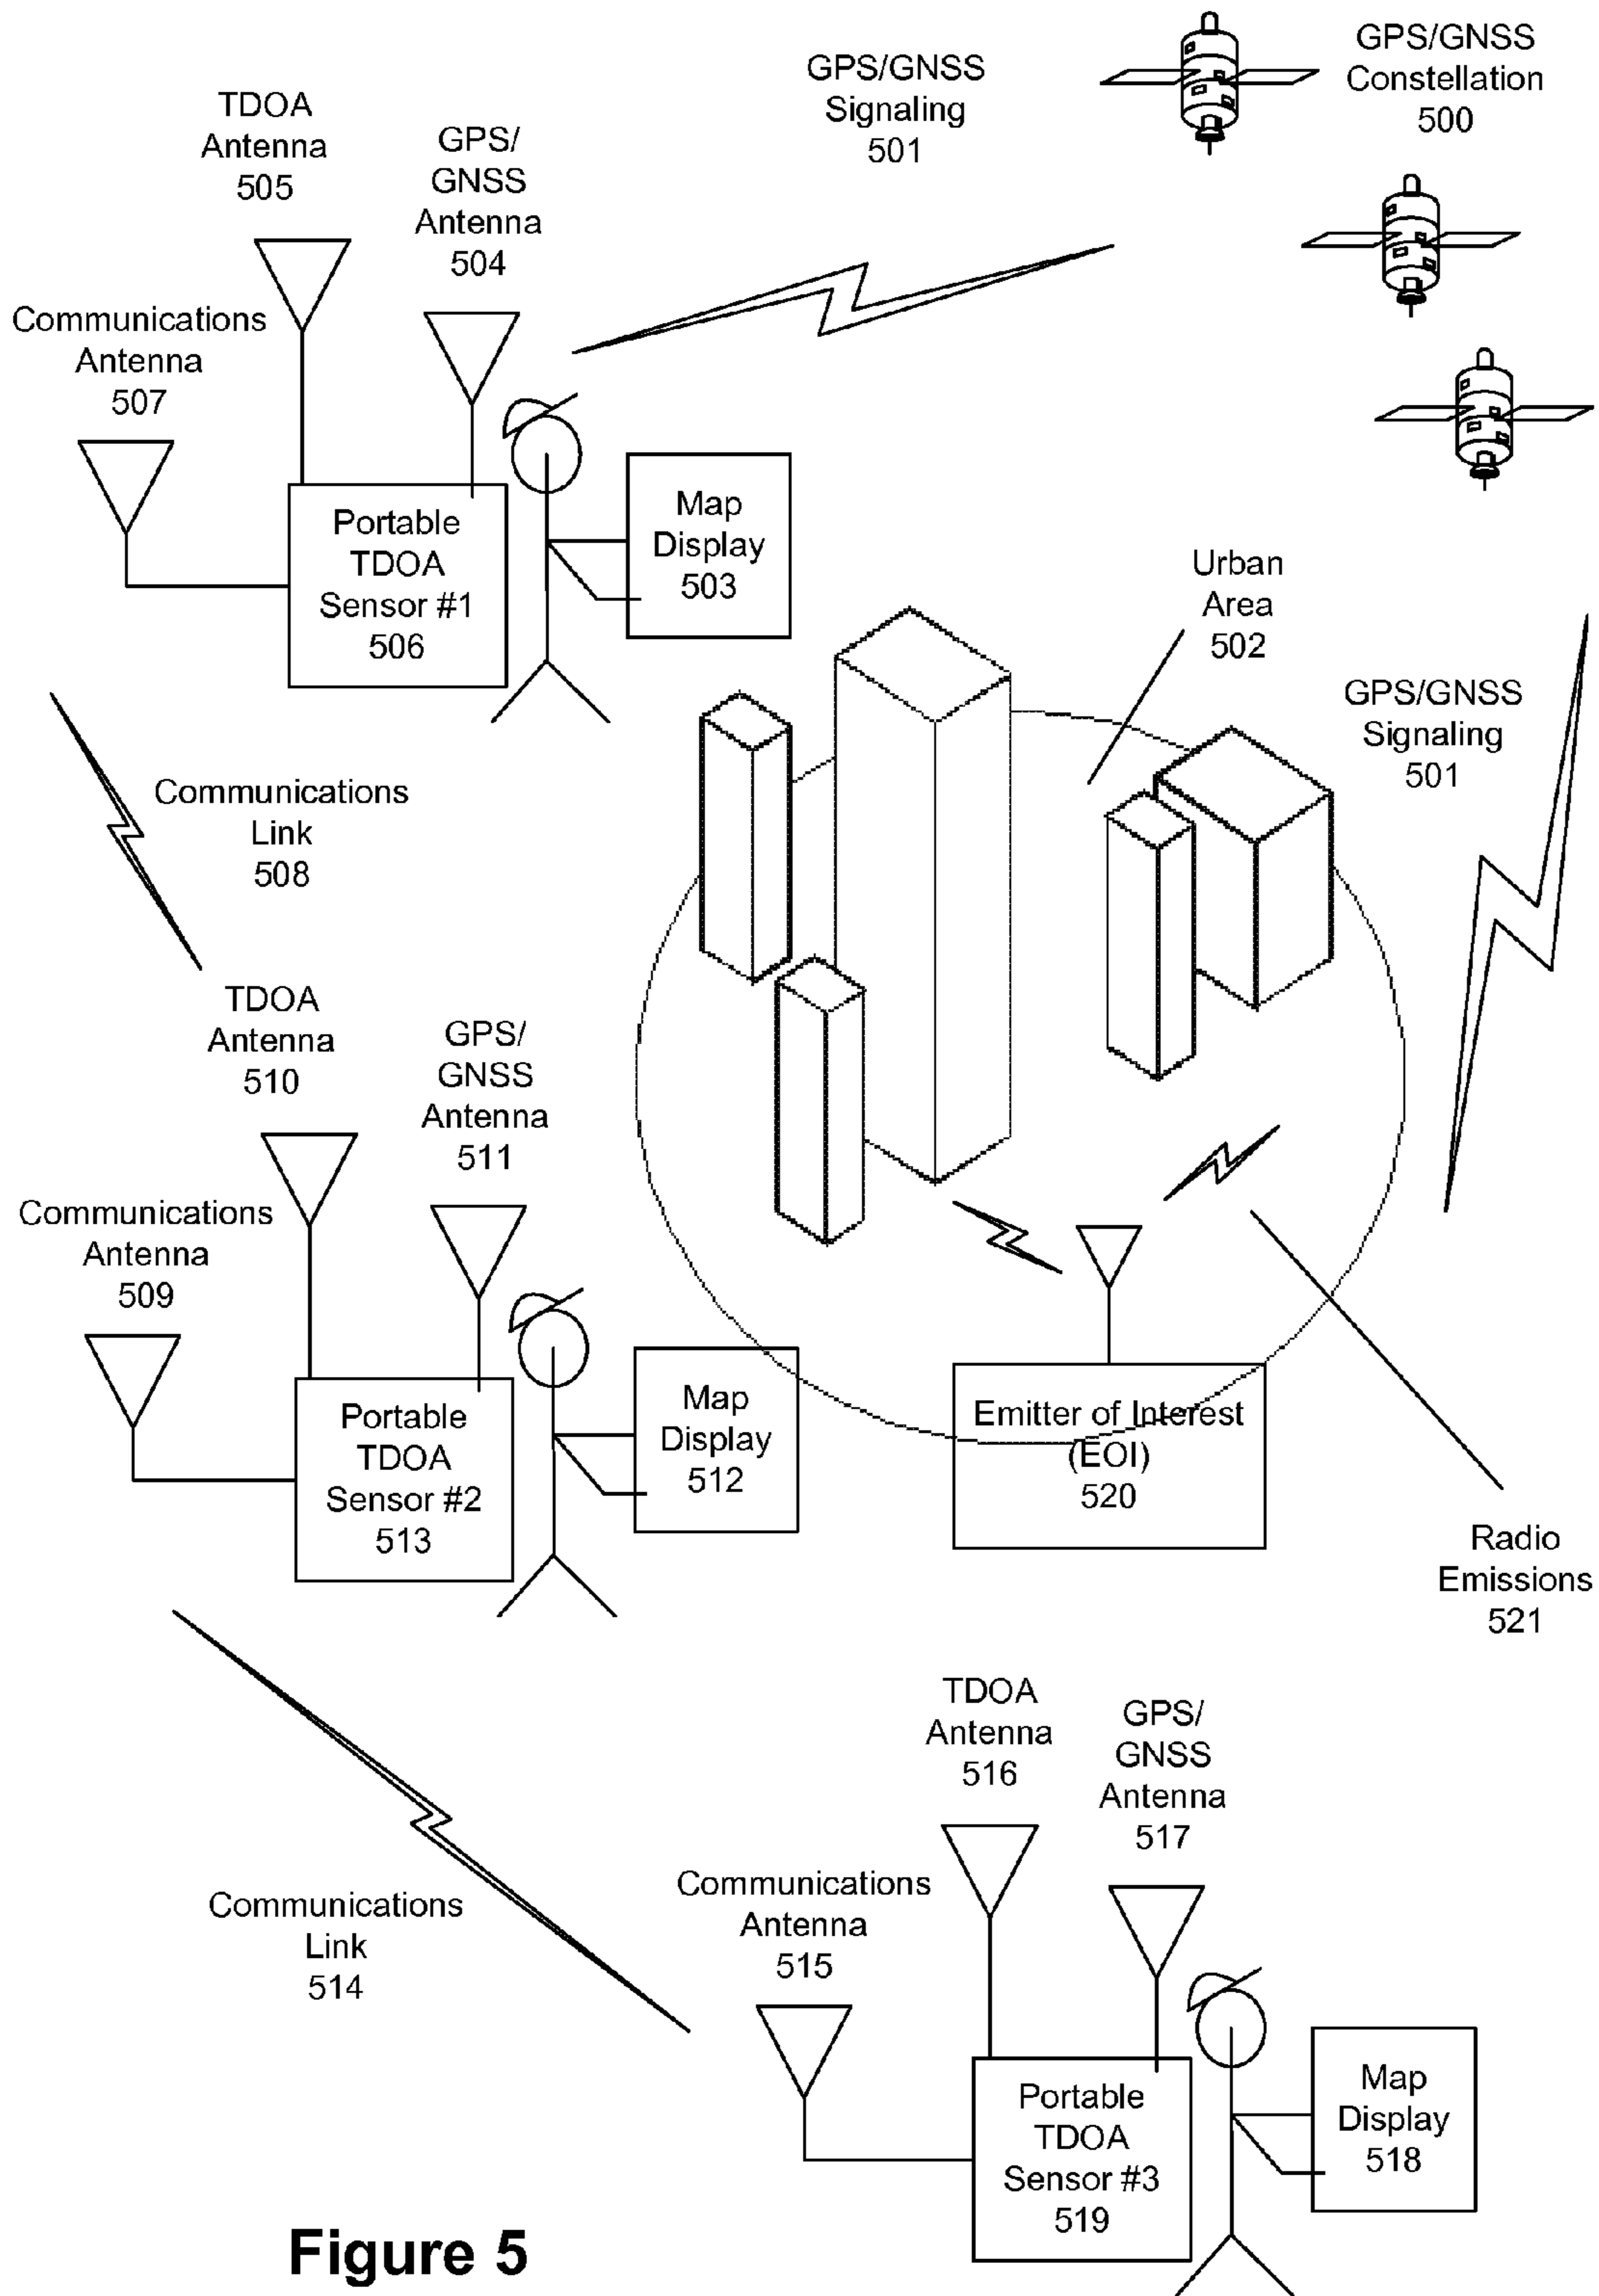 GPS/GNSS
Signaling
501
GPS/GNSS
Constellation
500
TDOA
Antenna
505
GPS/
GNSS
Antenna
504
Communications
Antenna
507
Portable
TDOA
Sensor #1
506
Map
Display
503
Urban
Area
502
GPS/GNSS
Signaling
501
Communications
Link
508
TDOA
Antenna
510
GPS/
GNSS
Antenna
511
Communications
Antenna
509
Portable
TDOA
Sensor #2
513
Map
Display
512
Emitter of Interest
(EOI)
520
Radio
Emissions
521
TDOA
Antenna
516
GPS/
GNSS
Antenna
517
Communications
Antenna
515
Communications
Link
514
Portable
TDOA
Sensor #3
519
Map
Display
518
Figure 5